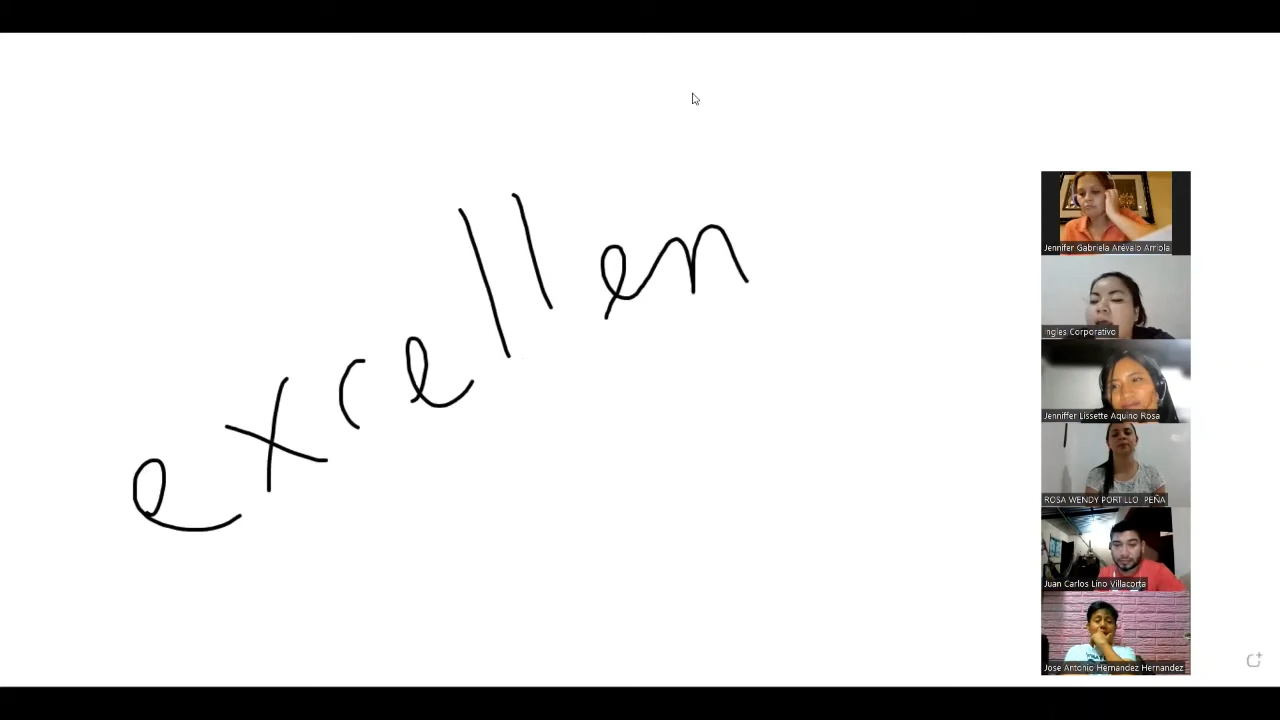 excellen
Jennifer Gabriela Arévalo Arriola
Ingles Corporativo
Jenniffer Lissette Aquino Rosa
ROSA WENDY PORTILLO PEÑA
Juan Carlos Lino Villacorta
Jose Antonio Hernandez Hernandez